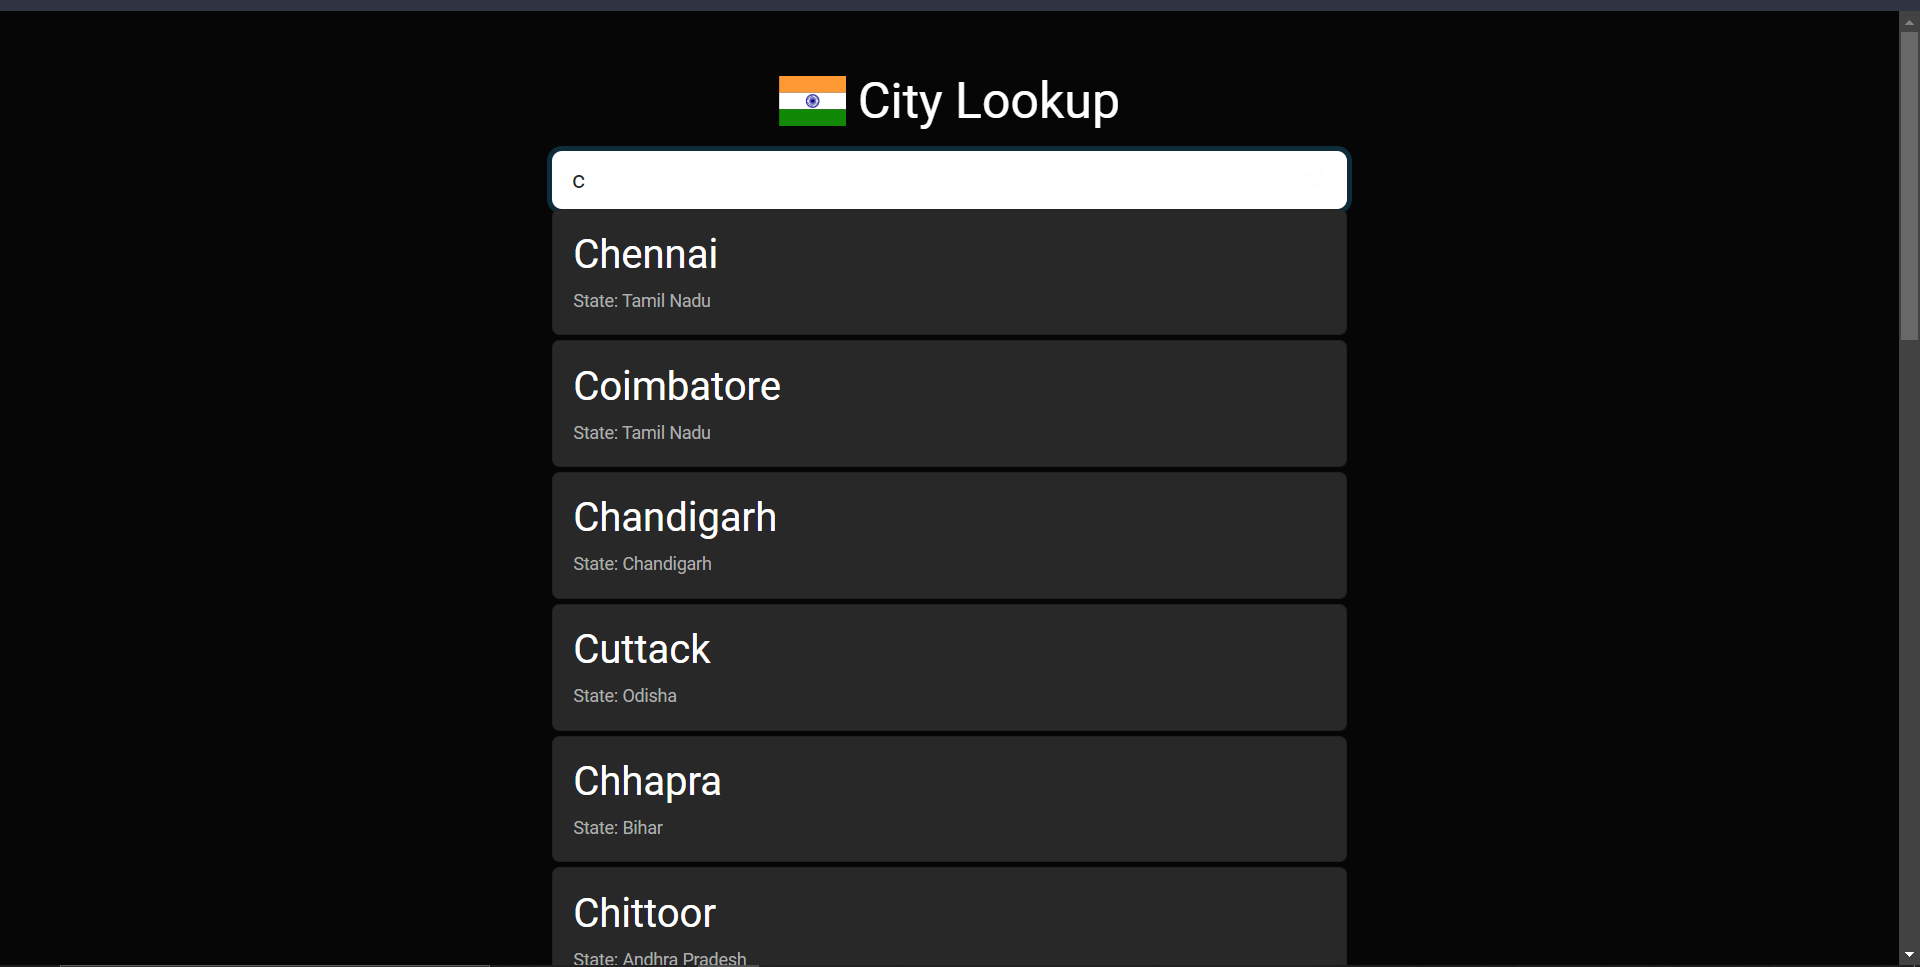 City Lookup
c
Chennai
State: Tamil Nadu
Coimbatore
State: Tamil Nadu
Chandigarh
State: Chandigarh
Cuttack
State: Odisha
Chhapra
State: Bihar
Chittoor
State: Andhra Pradesh